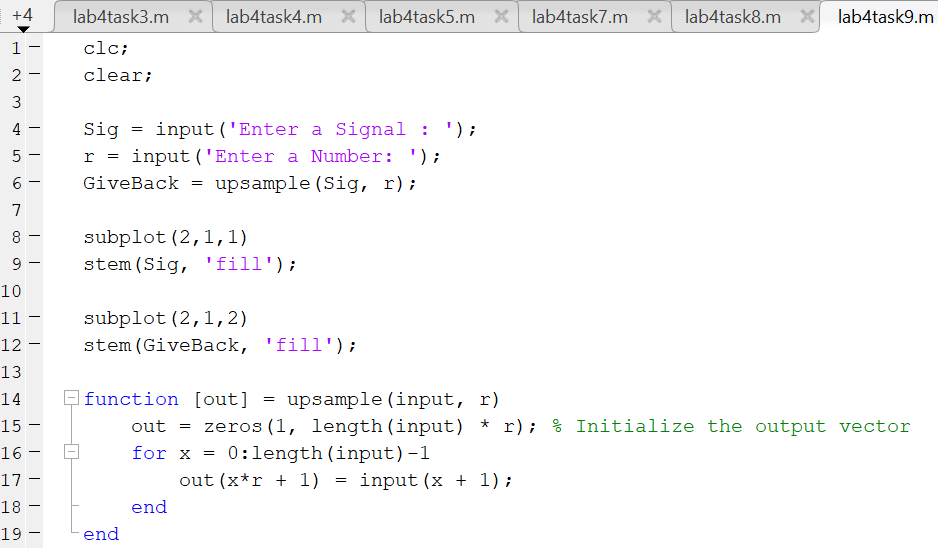 +4 lab4task3.m lab4task4.m lab4task5.m lab4task7.m lab4task8.m lab4task9.m
1 clc;
2 clear;
3
4 Sig = input('Enter a Signal : ');
5 r = input('Enter a Number: ');
6 GiveBack = upsample(Sig, r);
7
8 subplot(2,1,1)
9 stem(Sig, 'fill');
10
11 subplot(2,1,2)
12 stem(GiveBack, 'fill');
13
14 function [out] = upsample(input, r)
15 out = zeros(1, length(input) * r); % Initialize the output vector
16 for x = 0:length(input)-1
17 out(x*r + 1) = input(x + 1);
18 end
19 end